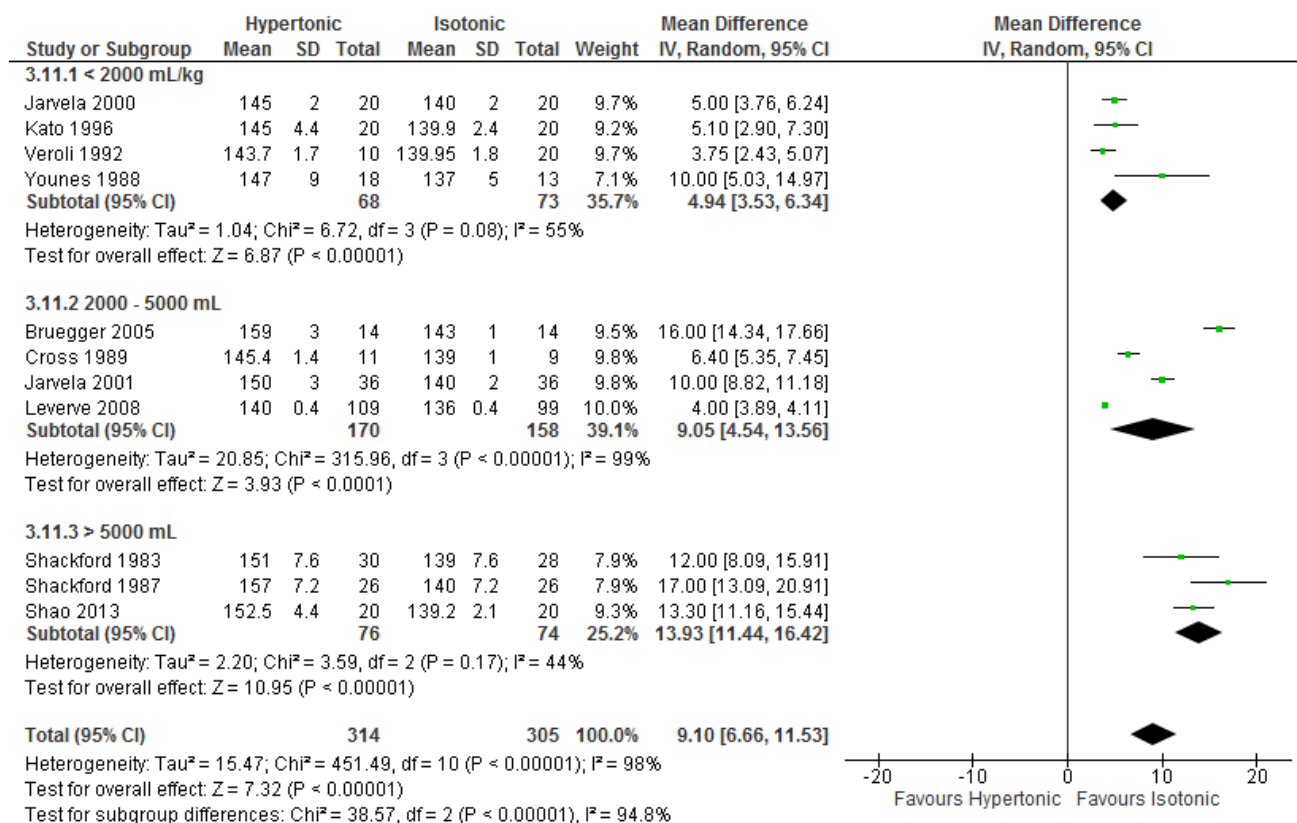 Hypertonic Isotonic Mean Difference Mean Difference
Study or Subgroup Mean SD Total Mean SD Total Weight IV, Random, 95% CI IV, Random, 95% CI
3.11.1 < 2000 mL/kg
Jarvela 2000 145 2 20 140 2 20 9.7% 5.00 [3.76, 6.24]
Kato 1996 145 4.4 20 139.9 2.4 20 9.2% 5.10 [2.90, 7.30]
Veroli 1992 143.7 1.7 10 139.95 1.8 20 9.7% 3.75 [2.43, 5.07]
Younes 1988 147 9 18 137 5 13 7.1% 10.00 [5.03, 14.97]
Subtotal (95% CI) 68 73 35.7% 4.94 [3.53, 6.34]
Heterogeneity: Tau² = 1.04; Chi² = 6.72, df = 3 (P = 0.08); I² = 55%
Test for overall effect: Z = 6.87 (P < 0.00001)
3.11.2 2000 - 5000 mL
Bruegger 2005 159 3 14 143 1 14 9.5% 16.00 [14.34, 17.66]
Cross 1989 145.4 1.4 11 139 1 9 9.8% 6.40 [5.35, 7.45]
Jarvela 2001 150 3 36 140 2 36 9.8% 10.00 [8.82, 11.18]
Leverve 2008 140 0.4 109 136 0.4 99 10.0% 4.00 [3.89, 4.11]
Subtotal (95% CI) 170 158 39.1% 9.05 [4.54, 13.56]
Heterogeneity: Tau² = 20.85; Chi² = 315.96, df = 3 (P < 0.00001); I² = 99%
Test for overall effect: Z = 3.93 (P < 0.0001)
3.11.3 > 5000 mL
Shackford 1983 151 7.6 30 139 7.6 28 7.9% 12.00 [8.09, 15.91]
Shackford 1987 157 7.2 26 140 7.2 26 7.9% 17.00 [13.09, 20.91]
Shao 2013 152.5 4.4 20 139.2 2.1 20 9.3% 13.30 [11.16, 15.44]
Subtotal (95% CI) 76 74 25.2% 13.93 [11.44, 16.42]
Heterogeneity: Tau² = 2.20; Chi² = 3.59, df = 2 (P = 0.17); I² = 44%
Test for overall effect: Z = 10.95 (P < 0.00001)
Total (95% CI) 314 305 100.0% 9.10 [6.66, 11.53]
Heterogeneity: Tau² = 15.47; Chi² = 451.49, df = 10 (P < 0.00001); I² = 98%
Test for overall effect: Z = 7.32 (P < 0.00001)
Test for subgroup differences: Chi² = 38.57, df = 2 (P < 0.00001), I² = 94.8%
-20 -10 0 10 20
Favours Hypertonic Favours Isotonic